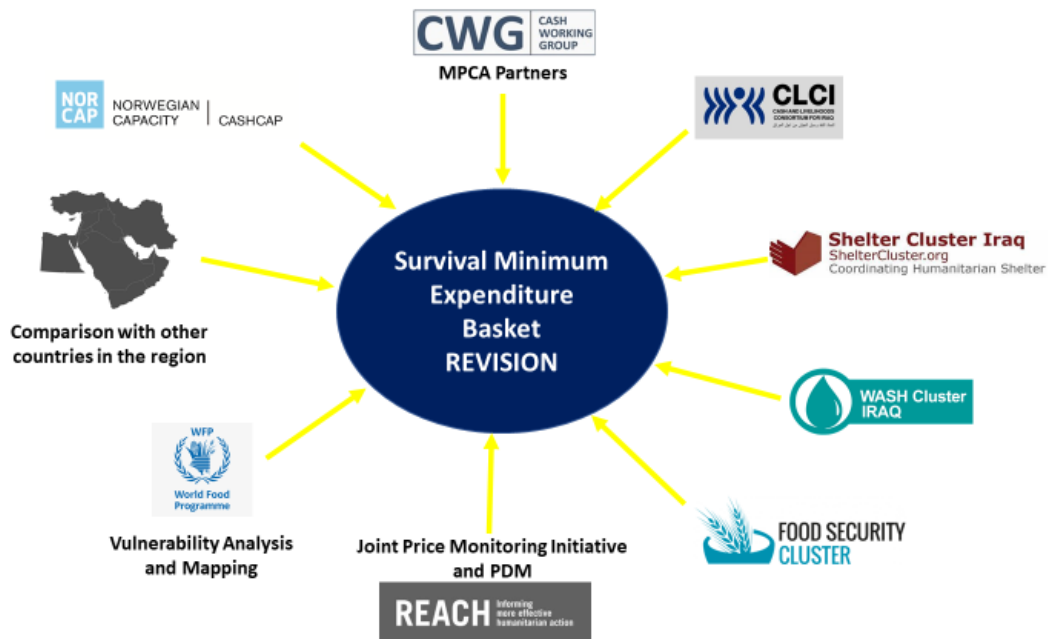 CWG
CASH
WORKING
GROUP
MPCA Partners
NOR
CAP
NORWEGIAN
CAPACITY
CASHCAP
CLCI
CASH AND LIVELIHOODS
CONSORTIUM FOR IRAQ
Survival Minimum
Expenditure
Basket
REVISION
Shelter Cluster Iraq
ShelterCluster.org
Coordinating Humanitarian Shelter
Comparison with other
countries in the region
WASH Cluster
IRAQ
WFP
World Food
Programme
Vulnerability Analysis
and Mapping
Joint Price Monitoring Initiative
and PDM
REACH
Informing
more effective
humanitarian action
FOOD SECURITY
CLUSTER